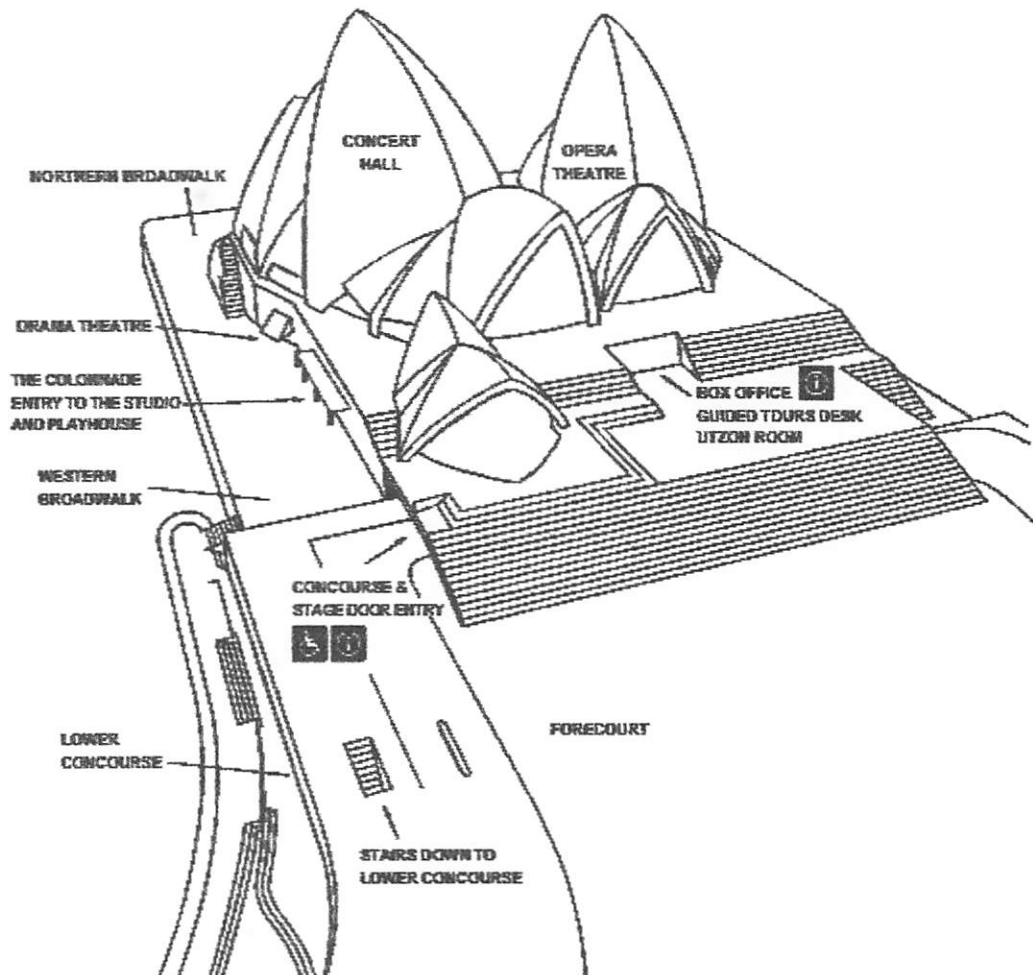 CONCERT
HALL
OPERA
THEATRE
NORTHERN BROADWALK
DRAMA THEATRE
THE COLONNADE
ENTRY TO THE STUDIO
AND PLAYHOUSE
BOX OFFICE
GUIDED TOURS DESK
UTZON ROOM
WESTERN
BROADWALK
CONCOURSE &
STAGE DOOR ENTRY
FORECOURT
LOWER
CONCOURSE
STAIRS DOWN TO
LOWER CONCOURSE